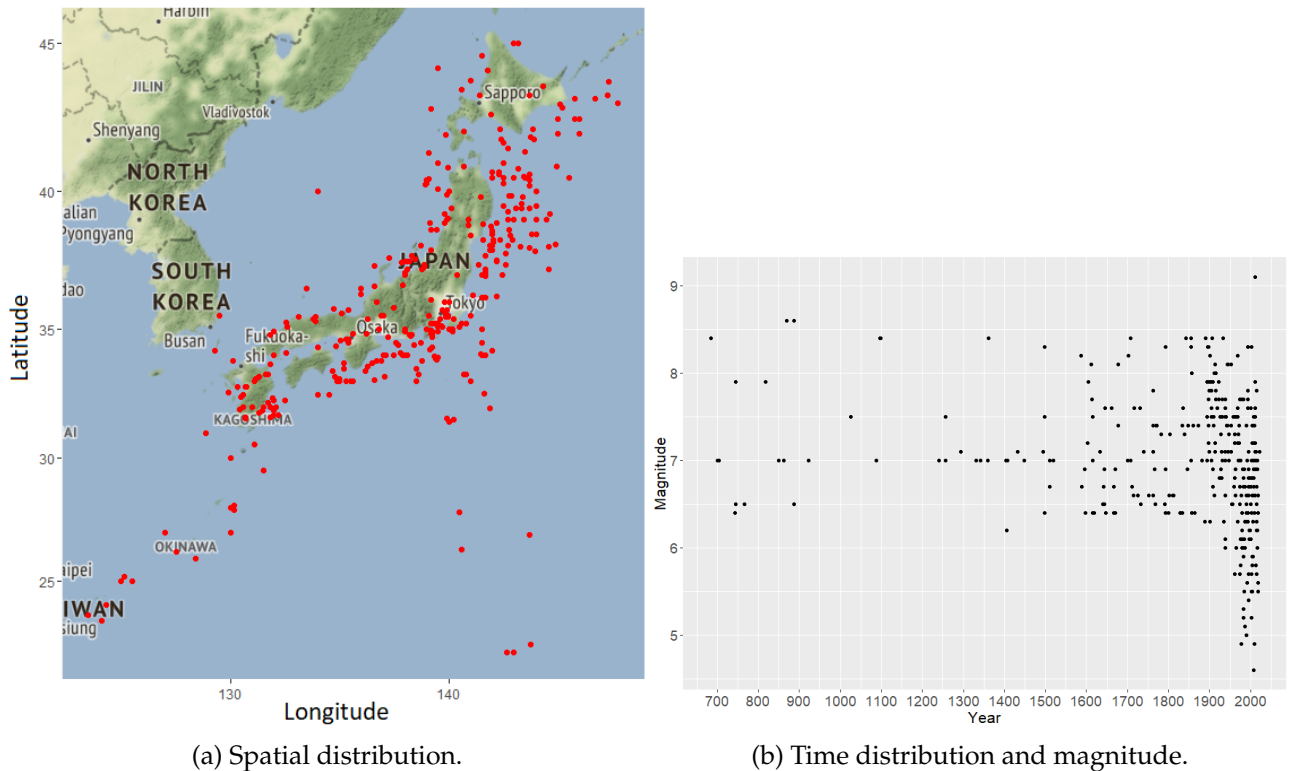 Harbin
45
JILIN
Sapporo
Vladivostok
Shenyang
NORTH
KOREA
40
alian
Pyongyang
JAPAN
SOUTH
KOREA
dao
Tokyo
35
Busan
Fukuoka-
shi
Osaka
KAGOSHIMA
AI
30
OKINAWA
aipei
25
IWAN
siung
130
140
Latitude
Longitude
(a) Spatial distribution.
9
8
7
6
5
Magnitude
700 800 900 1000 1100 1200 1300 1400 1500 1600 1700 1800 1900 2000
Year
(b) Time distribution and magnitude.